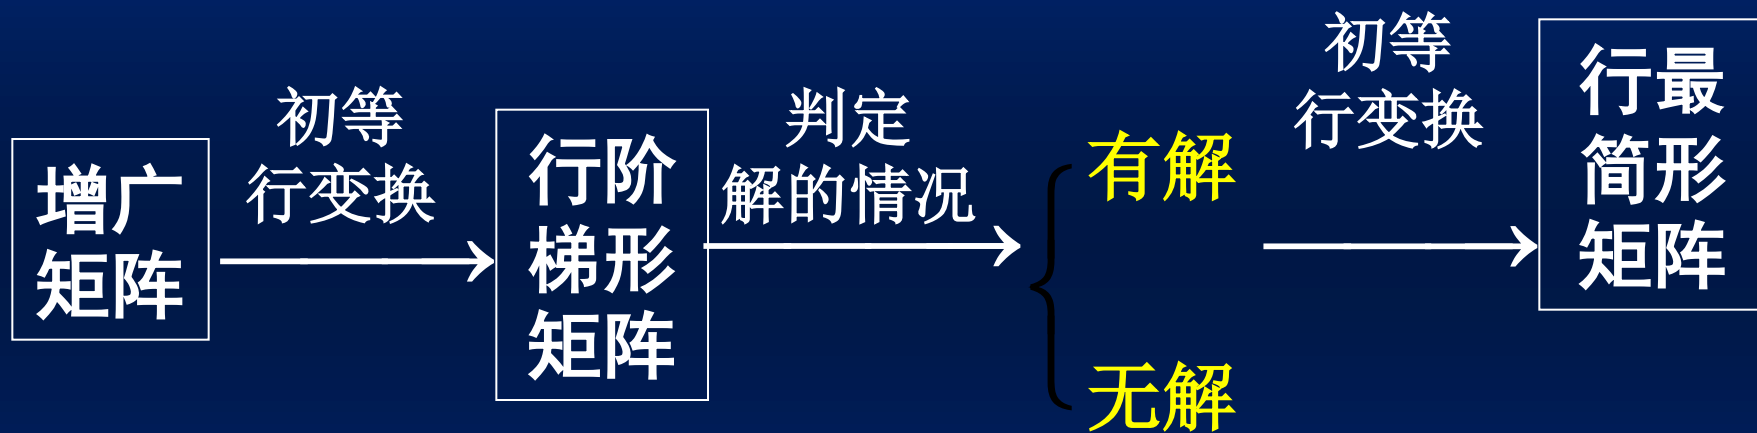 增广
矩阵
初等
行变换
行阶
梯形
矩阵
判定
解的情况
有解
无解
初等
行变换
行最
简形
矩阵